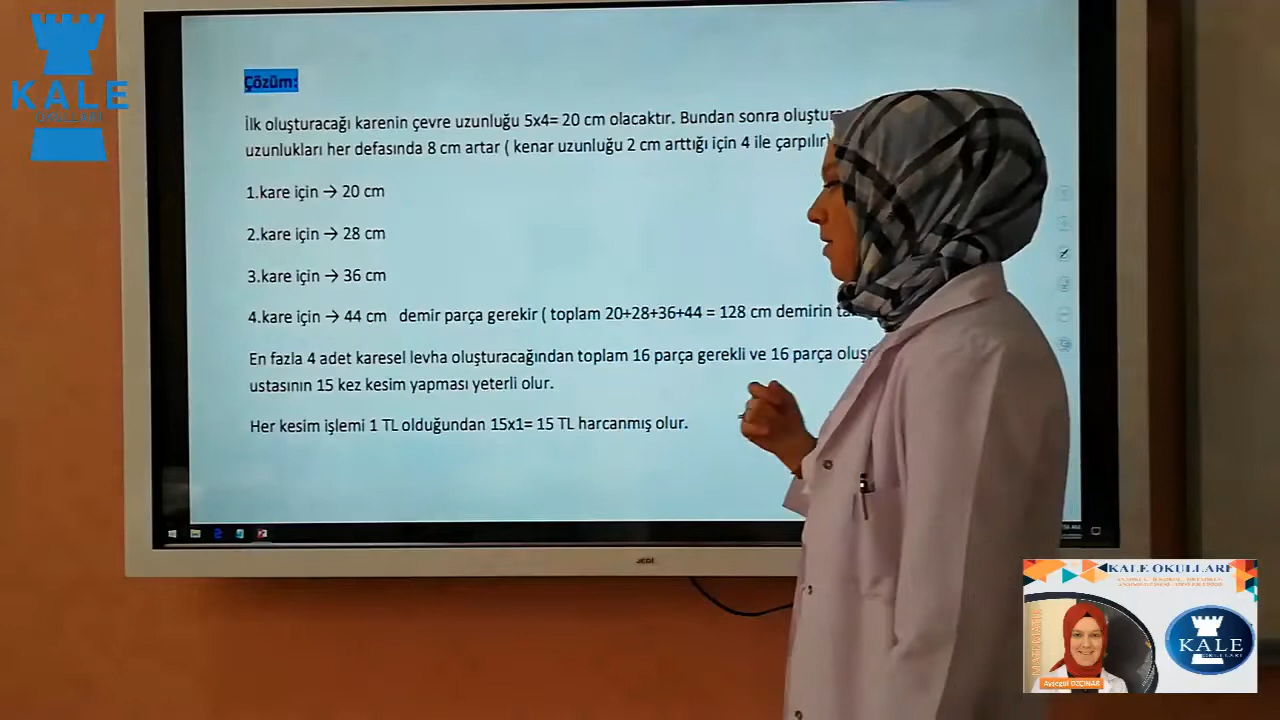 KALE
OKULLARI
Çözüm:
İlk oluşturacağı karenin çevre uzunluğu 5x4= 20 cm olacaktır. Bundan sonra
uzunlukları her defasında 8 cm artar ( kenar uzunluğu 2 cm arttığı için 4 ile çarpılır)
1.kare için → 20 cm
2.kare için → 28 cm
3.kare için → 36 cm
4.kare için → 44 cm demir parça gerekir ( toplam 20+28+36+44 = 128 cm demirin
En fazla 4 adet karesel levha oluşturacağından toplam 16 parça gerekli ve 16 parça
ustasının 15 kez kesim yapması yeterli olur.
Her kesim işlemi 1 TL olduğundan 15x1= 15 TL harcanmış olur.
JEDI
KALE OKULLARI
MATEMATİK
KALE
OKULLARI
Ayşegül ÖZÇINAR